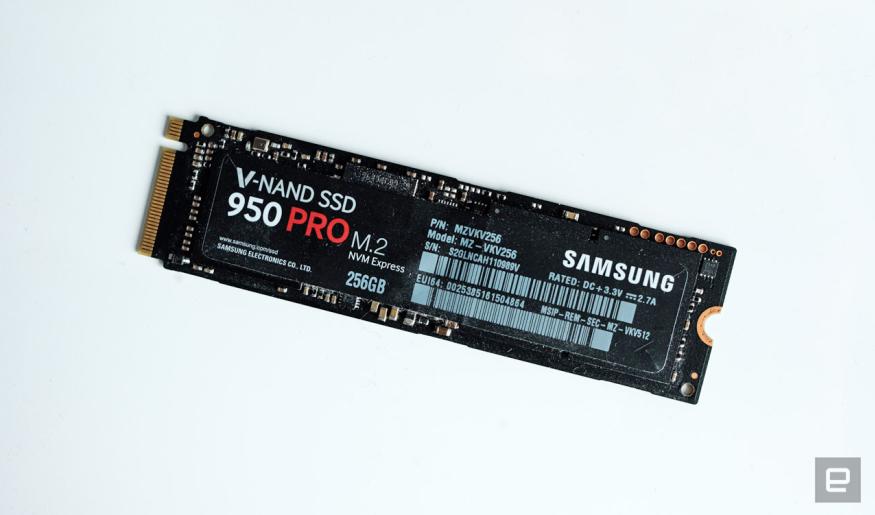 V-NAND SSD
950 PRO
M.2
NVM Express
www.samsung.com/ssd
SAMSUNG ELECTRONICS CO., LTD.
256GB
P/N: MZVKV256
Model: MZ-VKV256
S/N: S2GLNCAH110989V
EUI64: 0025385161504864
SAMSUNG
RATED: DC+3.3V 2.7A
MSIP-REM-SEC-MZ-VKV512
e